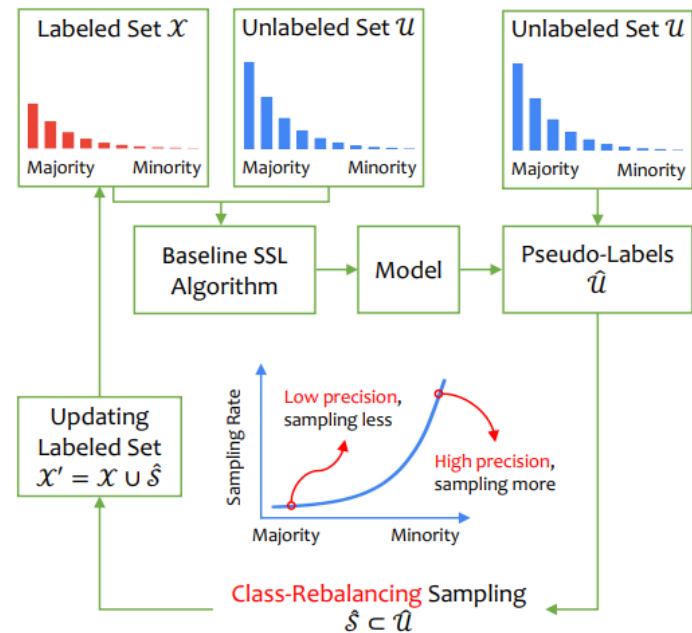 Labeled Set 𝒳
Majority Minority
Unlabeled Set 𝒰
Majority Minority
Unlabeled Set 𝒰
Majority Minority
Baseline SSL
Algorithm
Model
Pseudo-Labels
𝒰̂
Updating
Labeled Set
𝒳′ = 𝒳 ∪ 𝒮̂
Sampling Rate
Low precision,
sampling less
High precision,
sampling more
Majority Minority
Class-Rebalancing Sampling
𝒮̂ ⊂ 𝒰̂